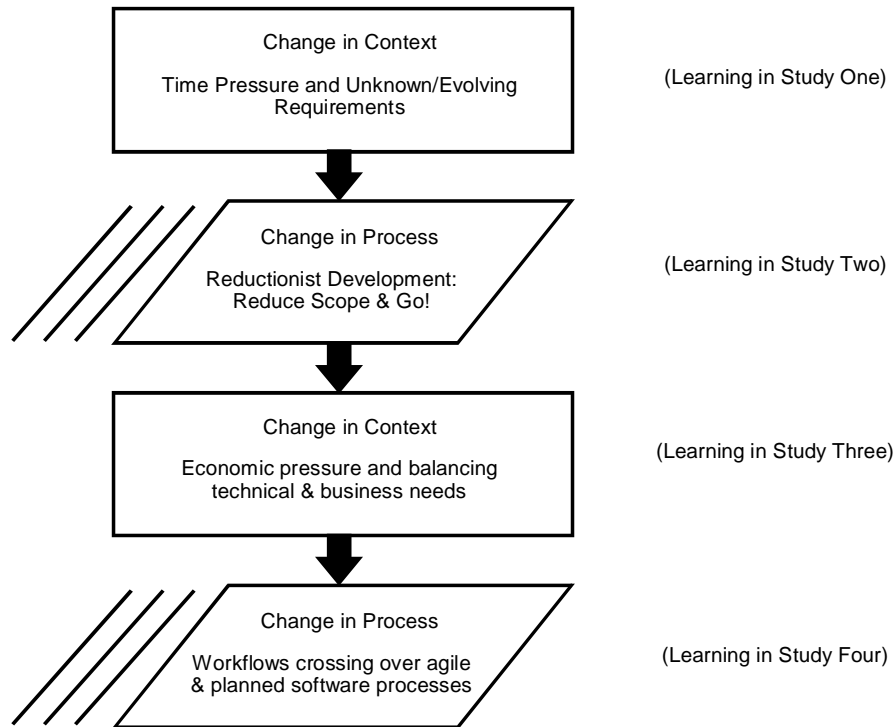 Change in Context
Time Pressure and Unknown/Evolving
Requirements
(Learning in Study One)
Change in Process
Reductionist Development:
Reduce Scope & Go!
(Learning in Study Two)
Change in Context
Economic pressure and balancing
technical & business needs
(Learning in Study Three)
Change in Process
Workflows crossing over agile
& planned software processes
(Learning in Study Four)